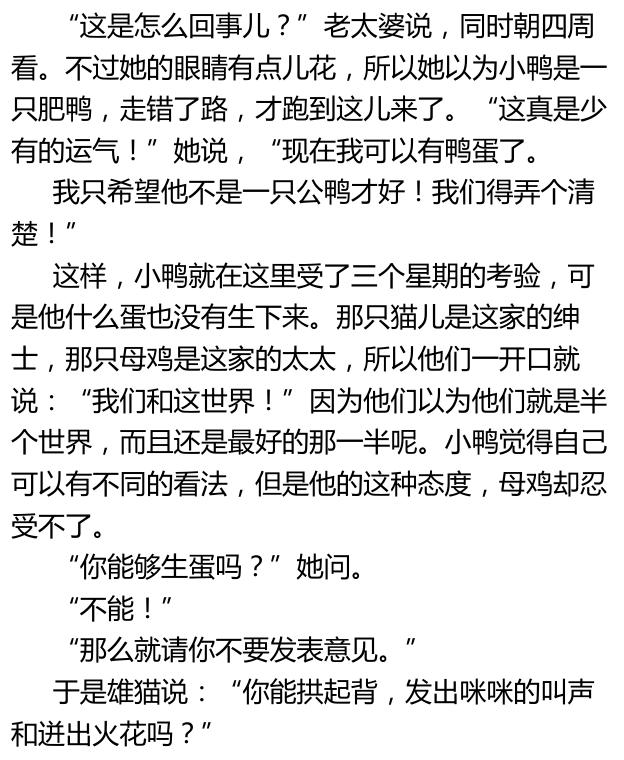 “这是怎么回事儿？”老太婆说，同时朝四周
看。不过她的眼睛有点儿花，所以她以为小鸭是一
只肥鸭，走错了路，才跑到这儿来了。“这真是少
有的运气！”她说，“现在我可以有鸭蛋了。
我只希望他不是一只公鸭才好！我们得弄个清
楚！”
这样，小鸭就在这里受了三个星期的考验，可
是他什么蛋也没有生下来。那只猫儿是这家的绅
士，那只母鸡是这家的太太，所以他们一开口就
说：“我们和这世界！”因为他们以为他们就是半
个世界，而且还是最好的那一半呢。小鸭觉得自己
可以有不同的看法，但是他的这种态度，母鸡却忍
受不了。
“你能够生蛋吗？”她问。
“不能！”
“那么就请你不要发表意见。”
于是雄猫说：“你能拱起背，发出咪咪的叫声
和迸出火花吗？”